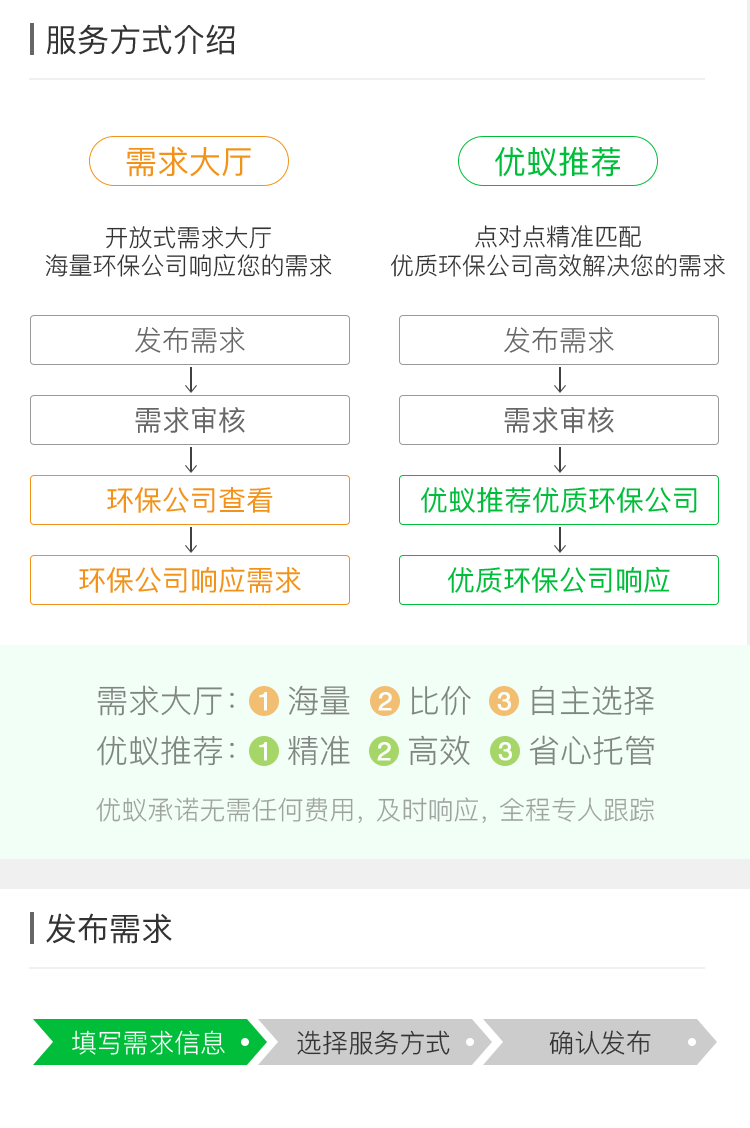 服务方式介绍
需求大厅
开放式需求大厅
海量环保公司响应您的需求
发布需求
需求审核
环保公司查看
环保公司响应需求
优蚁推荐
点对点精准匹配
优质环保公司高效解决您的需求
发布需求
需求审核
优蚁推荐优质环保公司
优质环保公司响应
需求大厅：1 海量 2 比价 3 自主选择
优蚁推荐：1 精准 2 高效 3 省心托管
优蚁承诺无需任何费用，及时响应，全程专人跟踪
发布需求
填写需求信息 选择服务方式 确认发布